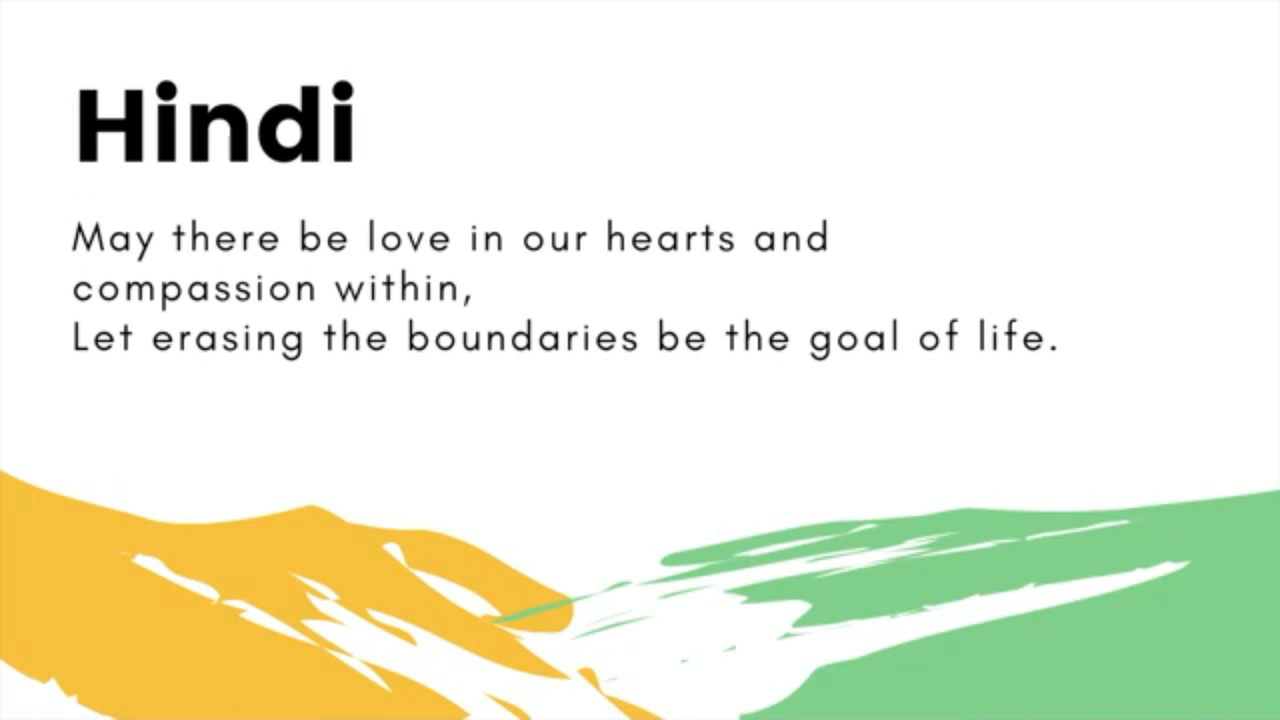 Hindi
May there be love in our hearts and
compassion within,
Let erasing the boundaries be the goal of life.